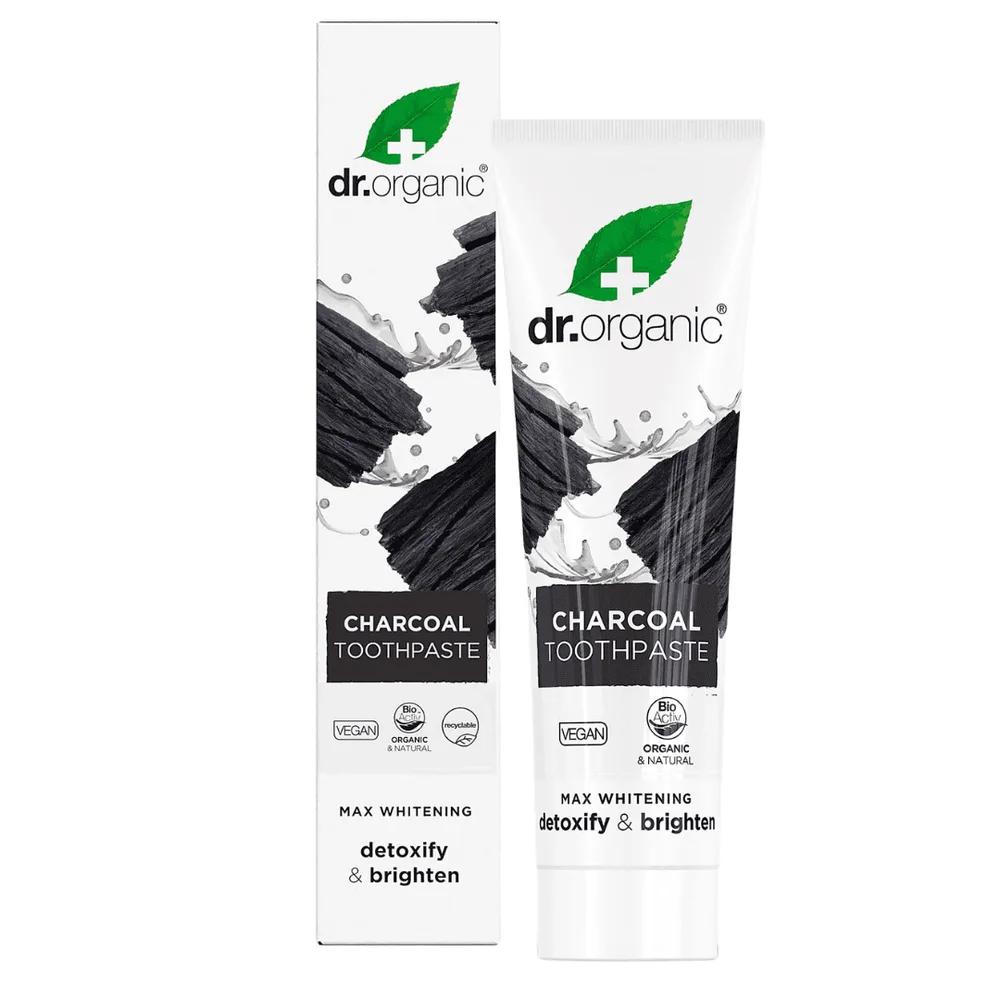 dr.organic®
CHARCOAL
TOOTHPASTE
VEGAN
Bio
Activ
ORGANIC
& NATURAL
recyclable
MAX WHITENING
detoxify
& brighten
dr.organic®
CHARCOAL
TOOTHPASTE
VEGAN
Bio
Activ
ORGANIC
& NATURAL
MAX WHITENING
detoxify & brighten